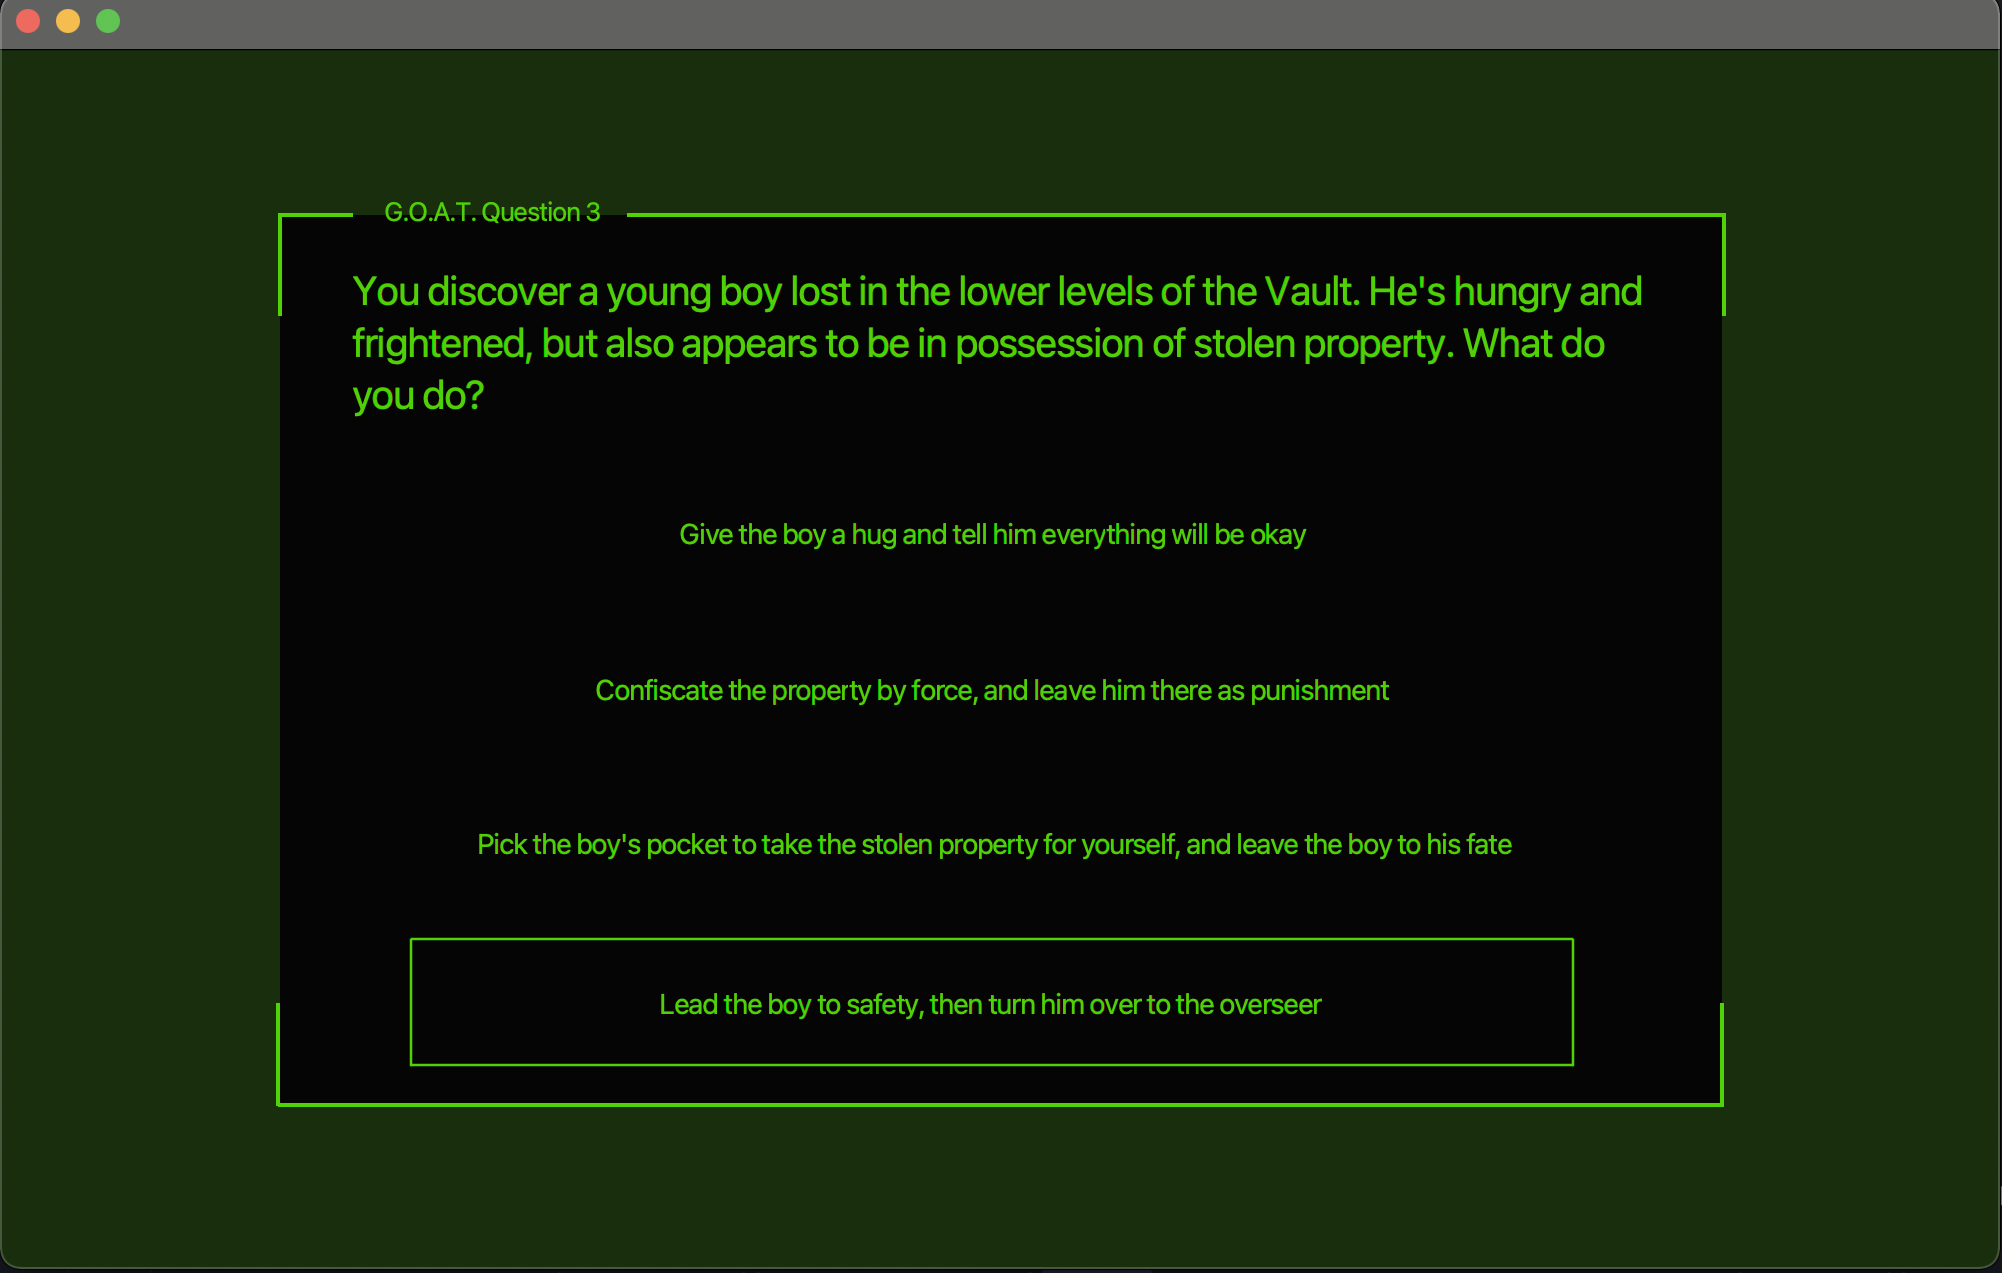 G.O.A.T. Question 3
You discover a young boy lost in the lower levels of the Vault. He's hungry and
frightened, but also appears to be in possession of stolen property. What do
you do?
Give the boy a hug and tell him everything will be okay
Confiscate the property by force, and leave him there as punishment
Pick the boy's pocket to take the stolen property for yourself, and leave the boy to his fate
Lead the boy to safety, then turn him over to the overseer